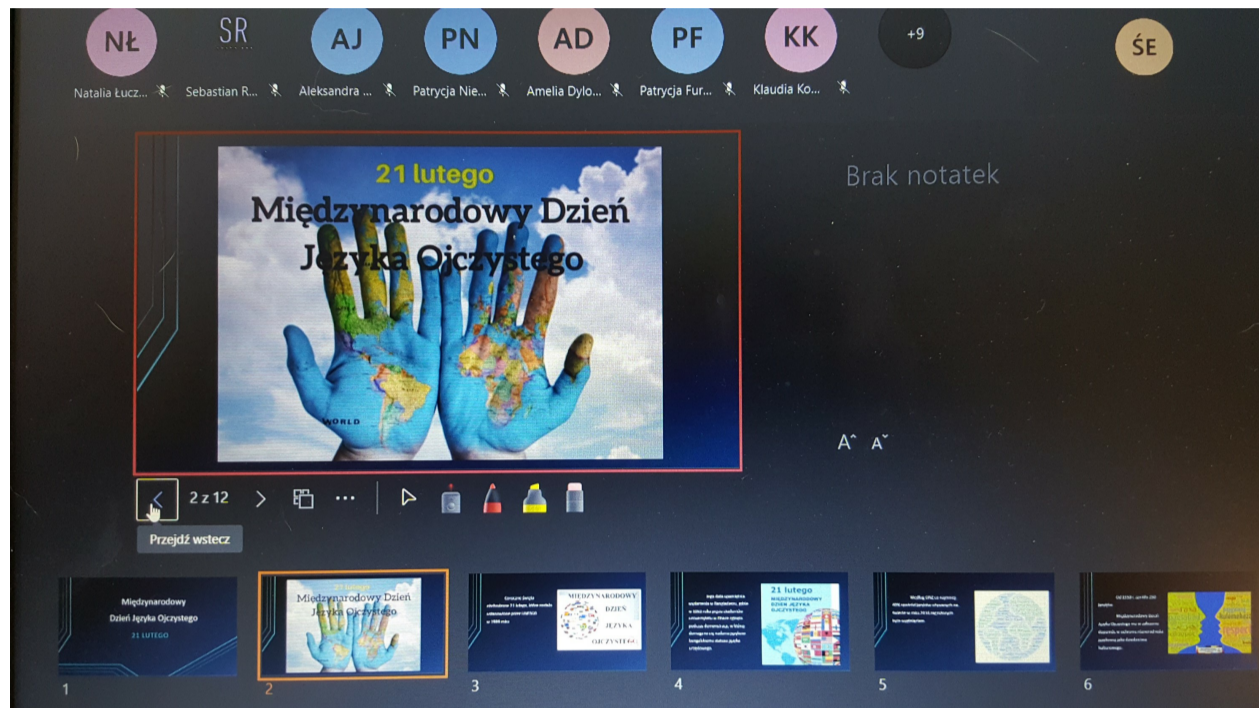 NŁ
SR
AJ
PN
AD
PF
KK
+9
ŚE
Natalia Łucz...
Sebastian R...
Aleksandra ...
Patrycja Nie...
Amelia Dylo...
Patrycja Fur...
Klaudia Ko...
21 lutego
Międzynarodowy Dzień
Języka Ojczystego
WORLD
Brak notatek
A^ Aˇ
2 z 12
Przejdź wstecz
Międzynarodowy
Dzień Języka Ojczystego
21 LUTEGO
1
21 lutego
Międzynarodowy Dzień
Języka Ojczystego
2
MIĘDZYNARODOWY
DZIEŃ
JĘZYKA
3
21 lutego
MIĘDZYNARODOWY
DZIEŃ JĘZYKA
OJCZYSTEGO
4
5
6